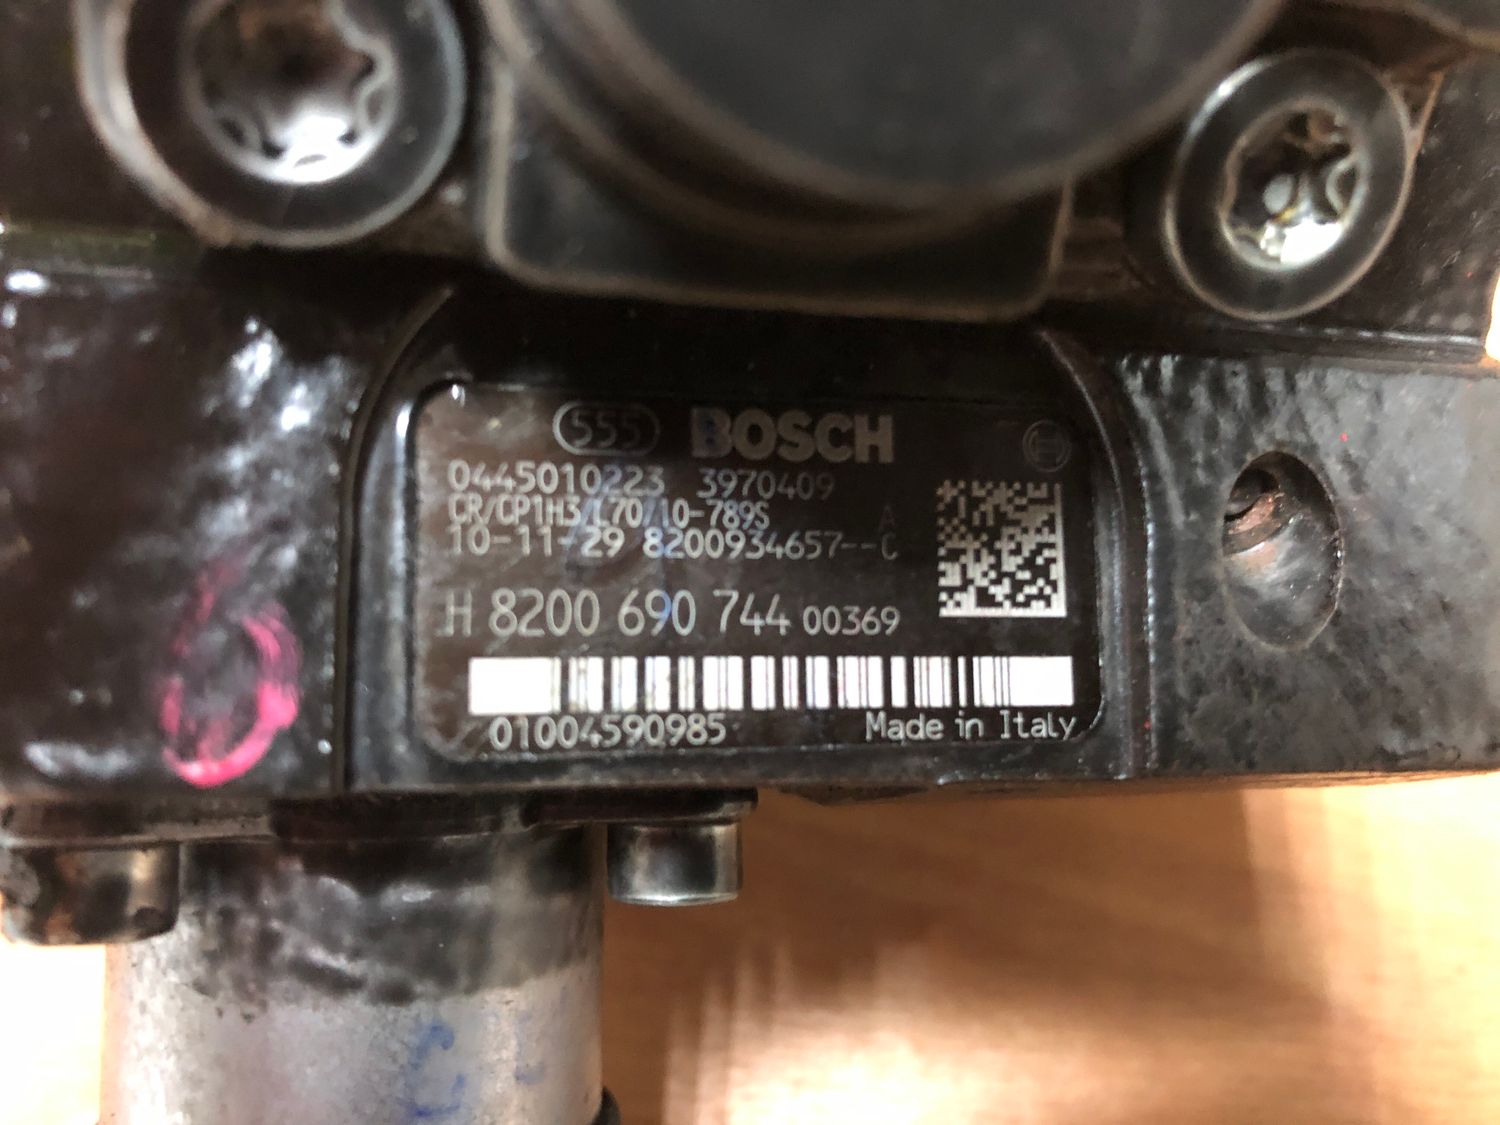 555 BOSCH
0445010223 3970409
CR/CP1H3/L70/10-789S A
10-11-29 8200934657--C
H 8200 690 744 00369
01004590985 Made in Italy